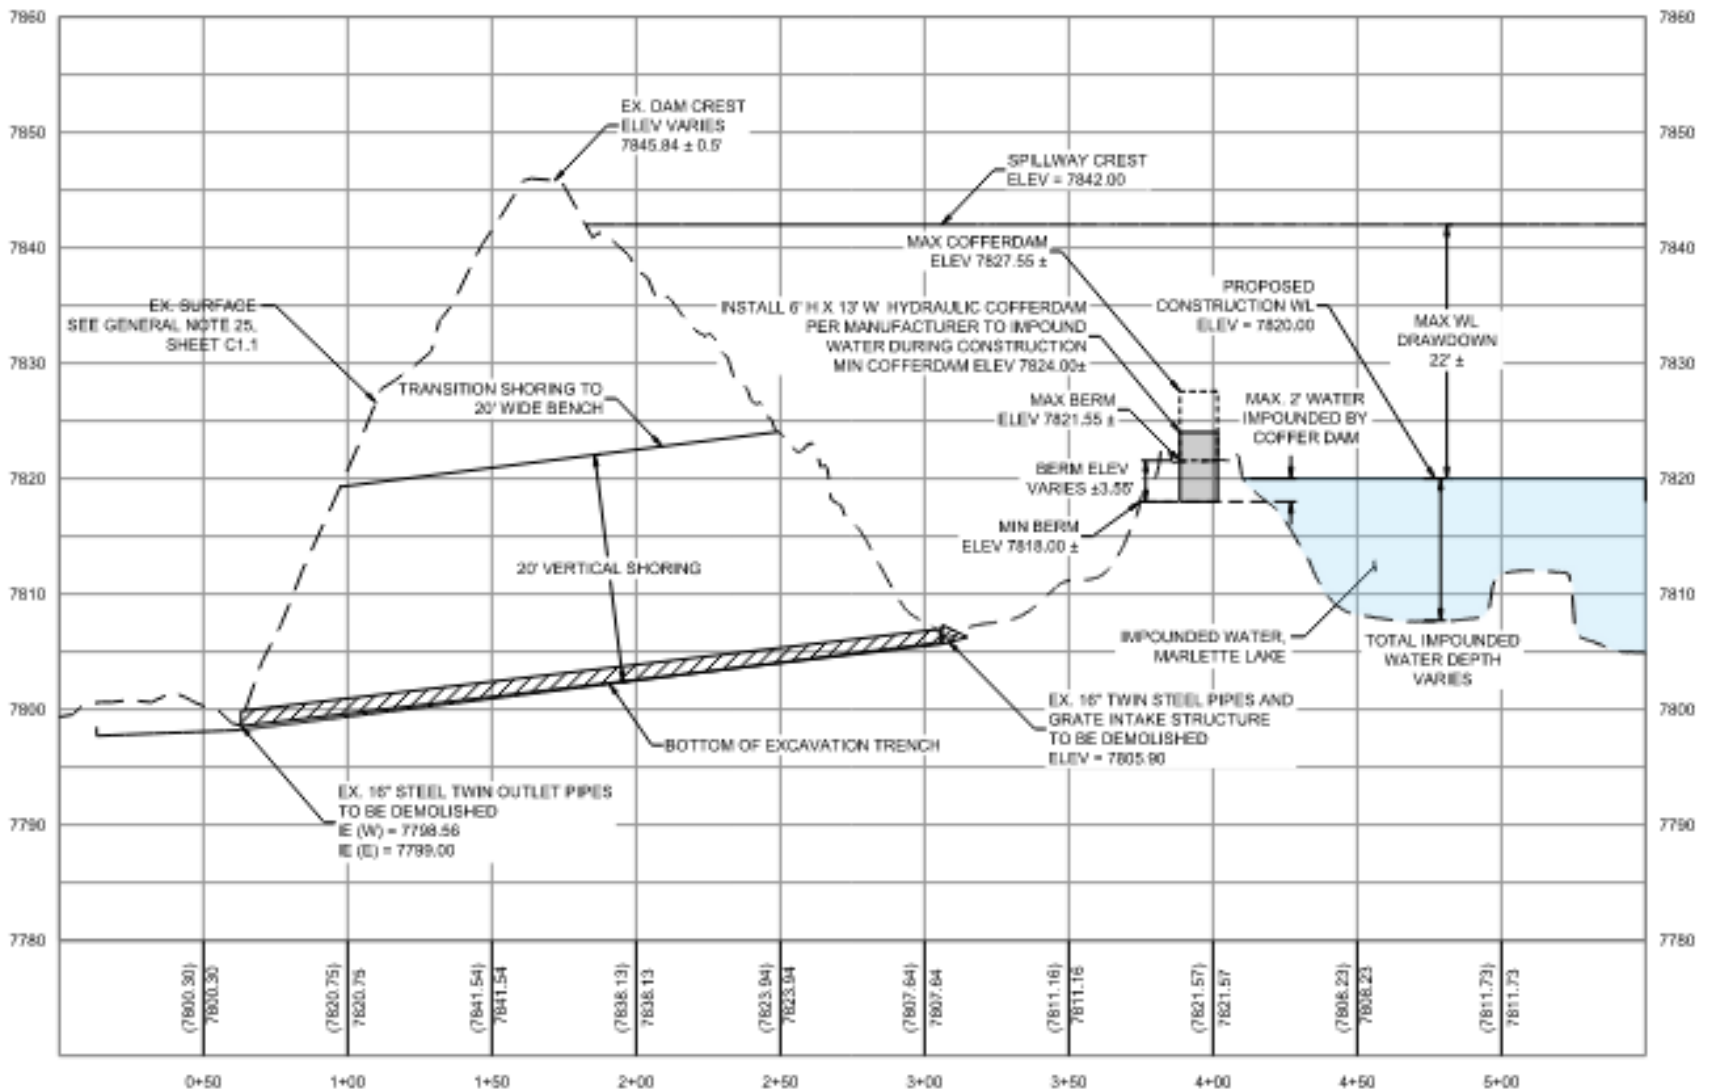 7860
7860
EX. DAM CREST
ELEV VARIES
7845.84 ± 0.5'
7850
7850
SPILLWAY CREST
ELEV = 7842.00
MAX COFFERDAM
ELEV 7827.55 ±
7840
7840
PROPOSED
CONSTRUCTION WL
ELEV = 7820.00
EX. SURFACE
SEE GENERAL NOTE 25,
SHEET C1.1
INSTALL 6' H X 13' W HYDRAULIC COFFERDAM
PER MANUFACTURER TO IMPOUND
WATER DURING CONSTRUCTION
MIN COFFERDAM ELEV 7824.00±
MAX WL
DRAWDOWN
22' ±
7830
7830
TRANSITION SHORING TO
20' WIDE BENCH
MAX BERM
ELEV 7821.55 ±
MAX. 2' WATER
IMPOUNDED BY
COFFER DAM
BERM ELEV
VARIES ±3.55'
7820
7820
MIN BERM
ELEV 7818.00 ±
20' VERTICAL SHORING
7810
7810
IMPOUNDED WATER,
MARLETTE LAKE
TOTAL IMPOUNDED
WATER DEPTH
VARIES
7800
7800
EX. 16" TWIN STEEL PIPES AND
GRATE INTAKE STRUCTURE
TO BE DEMOLISHED
ELEV = 7805.90
BOTTOM OF EXCAVATION TRENCH
EX. 16" STEEL TWIN OUTLET PIPES
TO BE DEMOLISHED
IE (W) = 7798.56
IE (E) = 7799.00
7790
7790
7780
7780
(7800.30)
7800.30
(7820.75)
7820.75
(7841.54)
7841.54
(7838.13)
7838.13
(7823.94)
7823.94
(7807.64)
7807.64
(7811.16)
7811.16
(7821.57)
7821.57
(7808.23)
7808.23
(7811.73)
7811.73
0+50
1+00
1+50
2+00
2+50
3+00
3+50
4+00
4+50
5+00